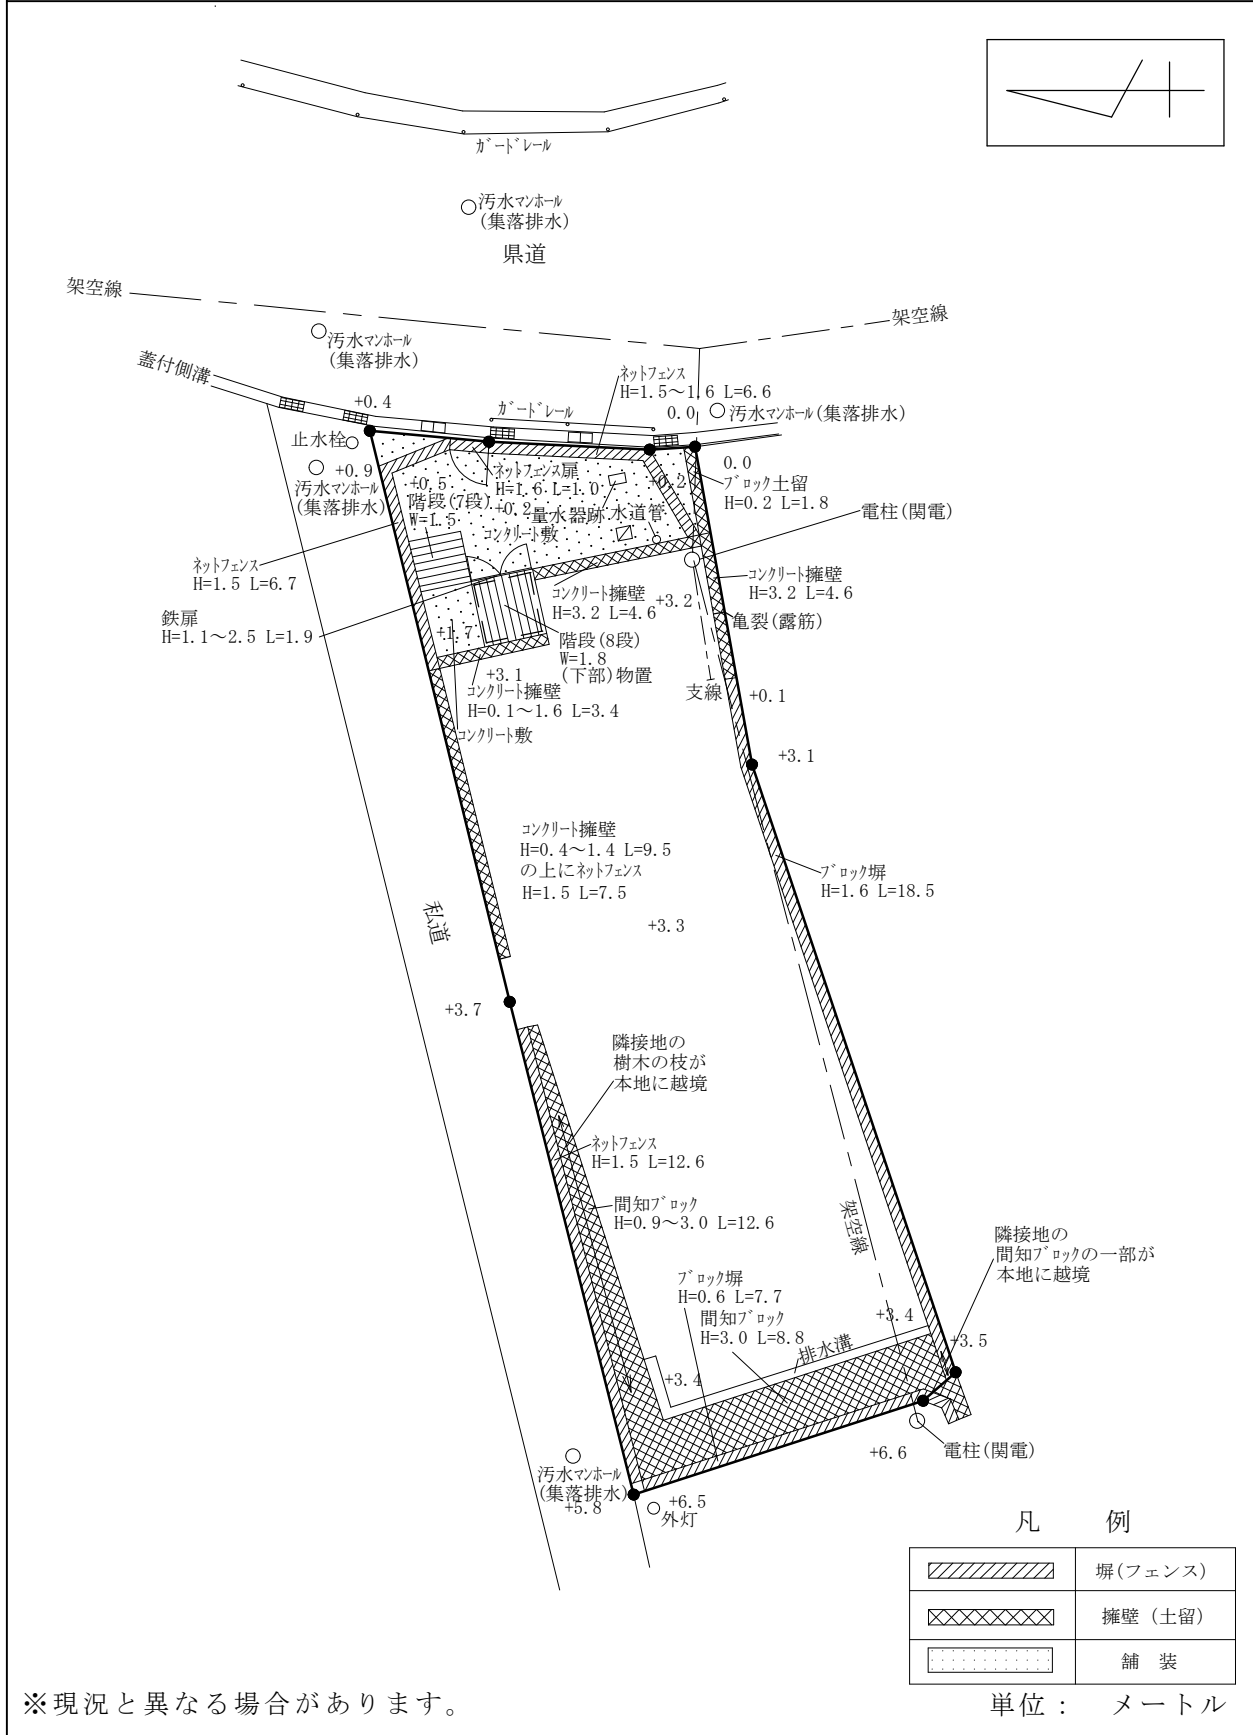 ガードレール
汚水マンホール
(集落排水)
県道
架空線
架空線
汚水マンホール
(集落排水)
蓋付側溝
ネットフェンス
H=1.5～1.6 L=6.6
+0.4
ガードレール
0.0
汚水マンホール(集落排水)
止水栓
+0.9
汚水マンホール
(集落排水)
0.0
ネットフェンス扉
H=1.6 L=1.0
+0.5
+0.2
ブロック土留
H=0.2 L=1.8
階段(7段)
W=1.5
+0.2
量水器跡
水道管
電柱(関電)
コンクリート敷
ネットフェンス
H=1.5 L=6.7
コンクリート擁壁
H=3.2 L=4.6
コンクリート擁壁
H=3.2 L=4.6
+3.2
鉄扉
H=1.1～2.5 L=1.9
亀裂(露筋)
+1.7
階段(8段)
W=1.8
(下部)物置
+3.1
支線
+0.1
コンクリート擁壁
H=0.1～1.6 L=3.4
コンクリート敷
+3.1
コンクリート擁壁
H=0.4～1.4 L=9.5
の上にネットフェンス
H=1.5 L=7.5
ブロック塀
H=1.6 L=18.5
私道
+3.3
+3.7
隣接地の
樹木の枝が
本地に越境
ネットフェンス
H=1.5 L=12.6
間知ブロック
H=0.9～3.0 L=12.6
架空線
隣接地の
間知ブロックの一部が
本地に越境
ブロック塀
H=0.6 L=7.7
間知ブロック
H=3.0 L=8.8
+3.4
+3.5
排水溝
+3.4
+6.6
電柱(関電)
汚水マンホール
(集落排水)
+5.8
+6.5
外灯
凡 例
塀(フェンス)
擁壁 (土留)
舗 装
※現況と異なる場合があります。
単位： メートル